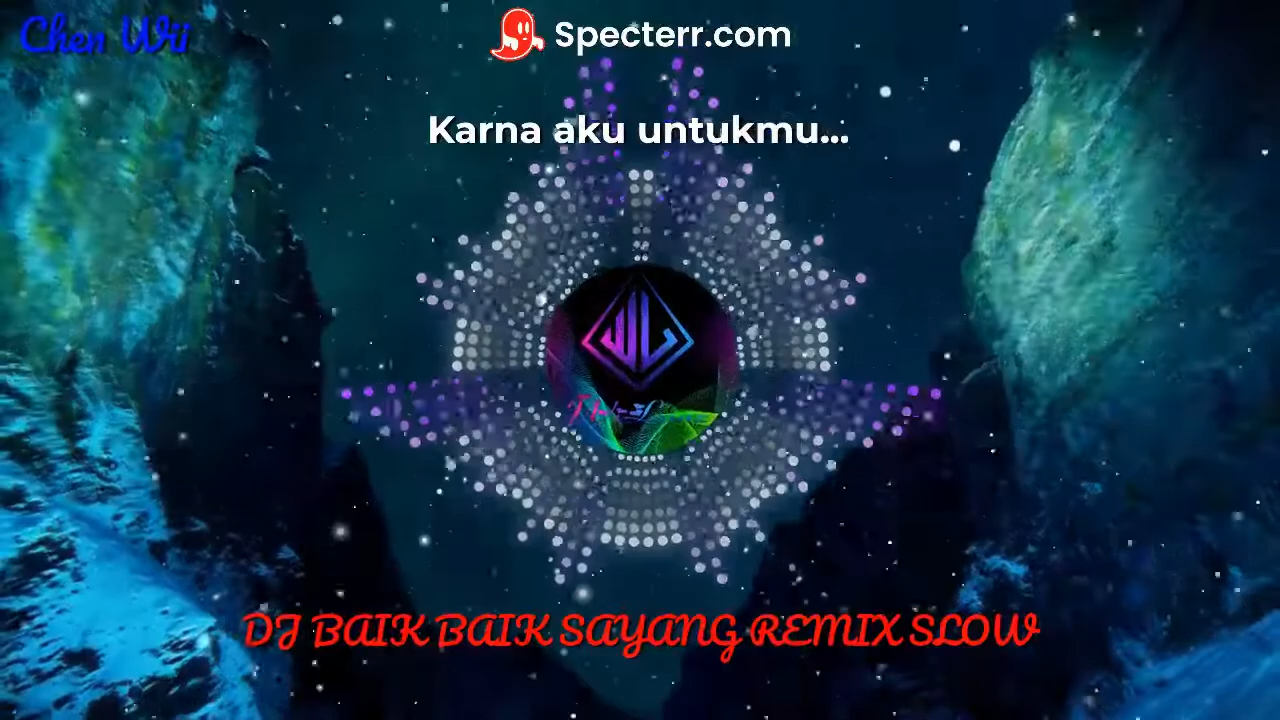 Chen Wii
Specterr.com
Karna aku untukmu...
DJ BAIK BAIK SAYANG REMIX SLOW